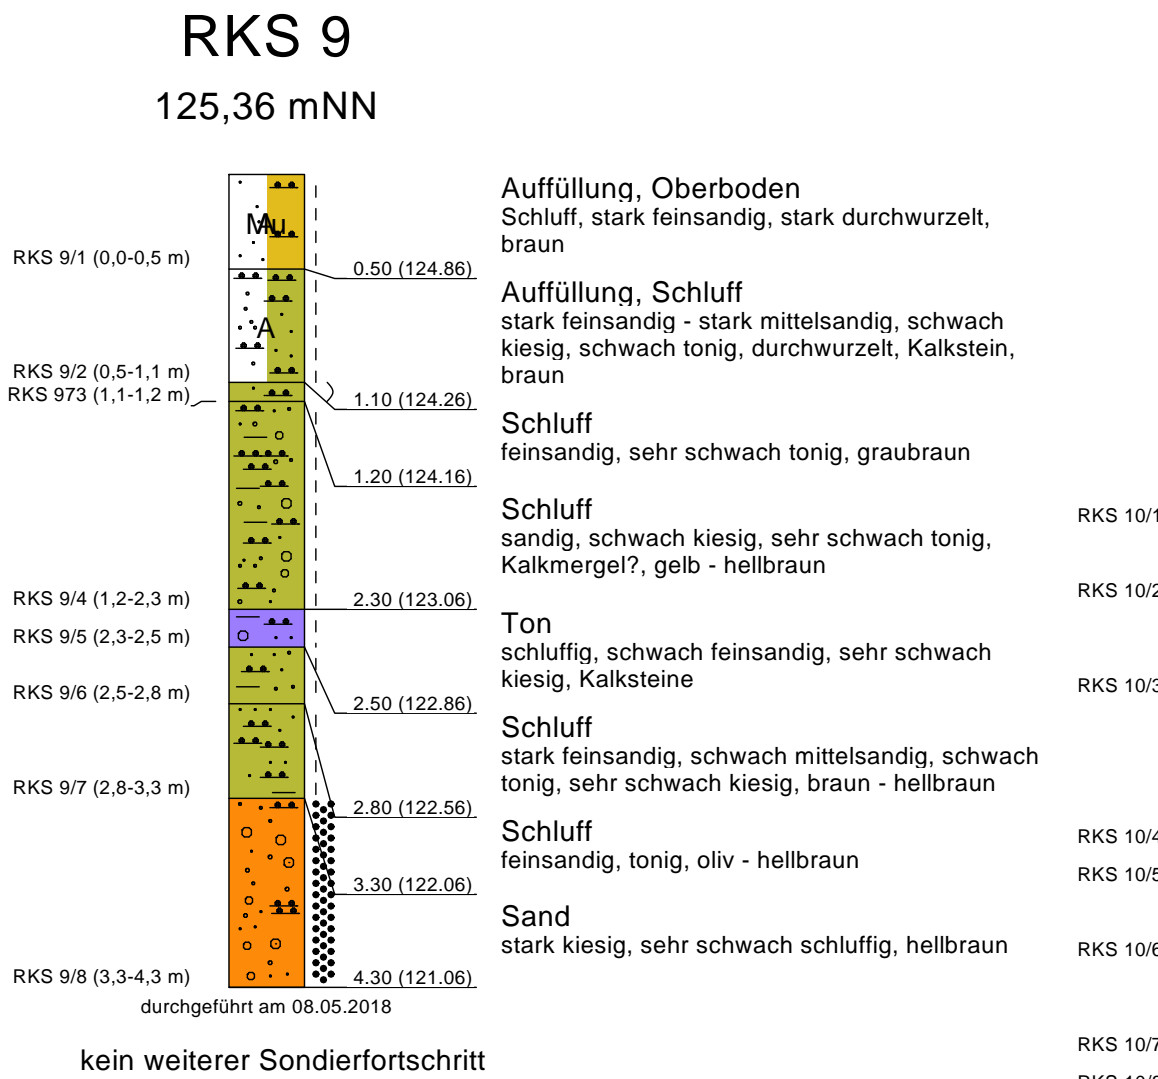 RKS 9
125,36 mNN
Auffüllung, Oberboden
Schluff, stark feinsandig, stark durchwurzelt,
braun
Mu
A
RKS 9/1 (0,0-0,5 m)
0.50 (124.86)
Auffüllung, Schluff
stark feinsandig - stark mittelsandig, schwach
kiesig, schwach tonig, durchwurzelt, Kalkstein,
braun
A
RKS 9/2 (0,5-1,1 m)
RKS 973 (1,1-1,2 m)
1.10 (124.26)
Schluff
feinsandig, sehr schwach tonig, graubraun
1.20 (124.16)
Schluff
sandig, schwach kiesig, sehr schwach tonig,
Kalkmergel?, gelb - hellbraun
RKS 10/1
RKS 10/2
RKS 9/4 (1,2-2,3 m)
2.30 (123.06)
Ton
schluffig, schwach feinsandig, sehr schwach
kiesig, Kalksteine
RKS 9/5 (2,3-2,5 m)
RKS 10/3
RKS 9/6 (2,5-2,8 m)
2.50 (122.86)
Schluff
stark feinsandig, schwach mittelsandig, schwach
tonig, sehr schwach kiesig, braun - hellbraun
RKS 9/7 (2,8-3,3 m)
2.80 (122.56)
Schluff
feinsandig, tonig, oliv - hellbraun
RKS 10/4
RKS 10/5
3.30 (122.06)
Sand
stark kiesig, sehr schwach schluffig, hellbraun
RKS 10/6
RKS 9/8 (3,3-4,3 m)
4.30 (121.06)
durchgeführt am 08.05.2018
kein weiterer Sondierfortschritt
RKS 10/7